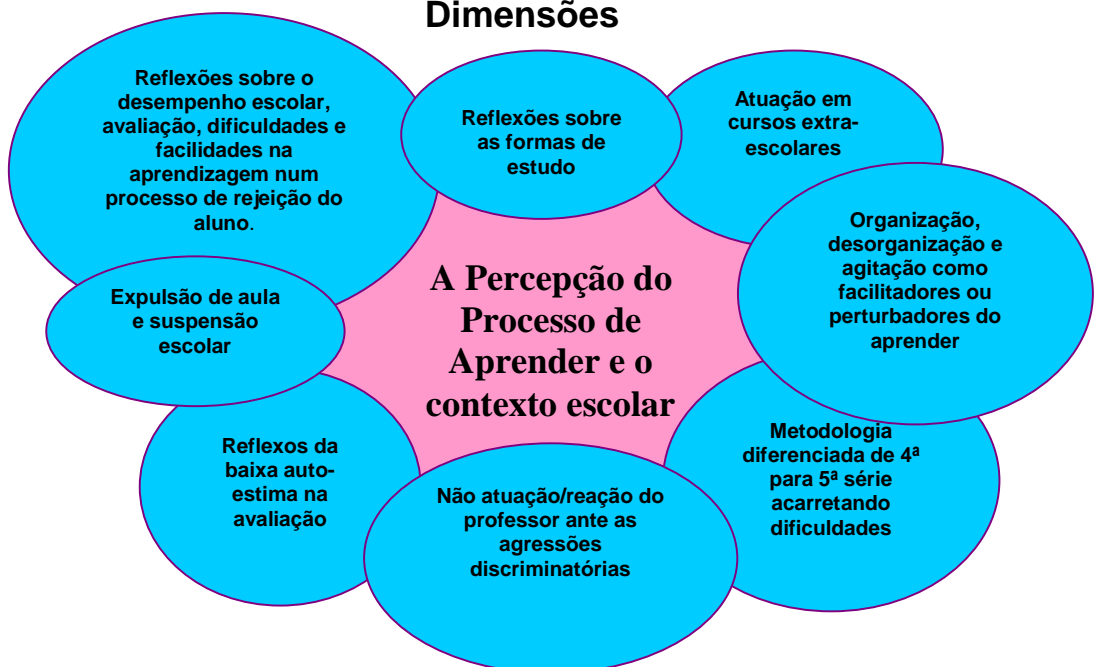 Dimensões
Reflexões sobre o
desempenho escolar,
avaliação, dificuldades e
facilidades na
aprendizagem num
processo de rejeição do
aluno.
Reflexões sobre
as formas de
estudo
Atuação em
cursos extra-
escolares
Organização,
desorganização e
agitação como
facilitadores ou
perturbadores do
aprender
A Percepção do
Processo de
Aprender e o
contexto escolar
Expulsão de aula
e suspensão
escolar
Reflexos da
baixa auto-
estima na
avaliação
Não atuação/reação do
professor ante as
agressões
discriminatórias
Metodologia
diferenciada de 4ª
para 5ª série
acarretando
dificuldades